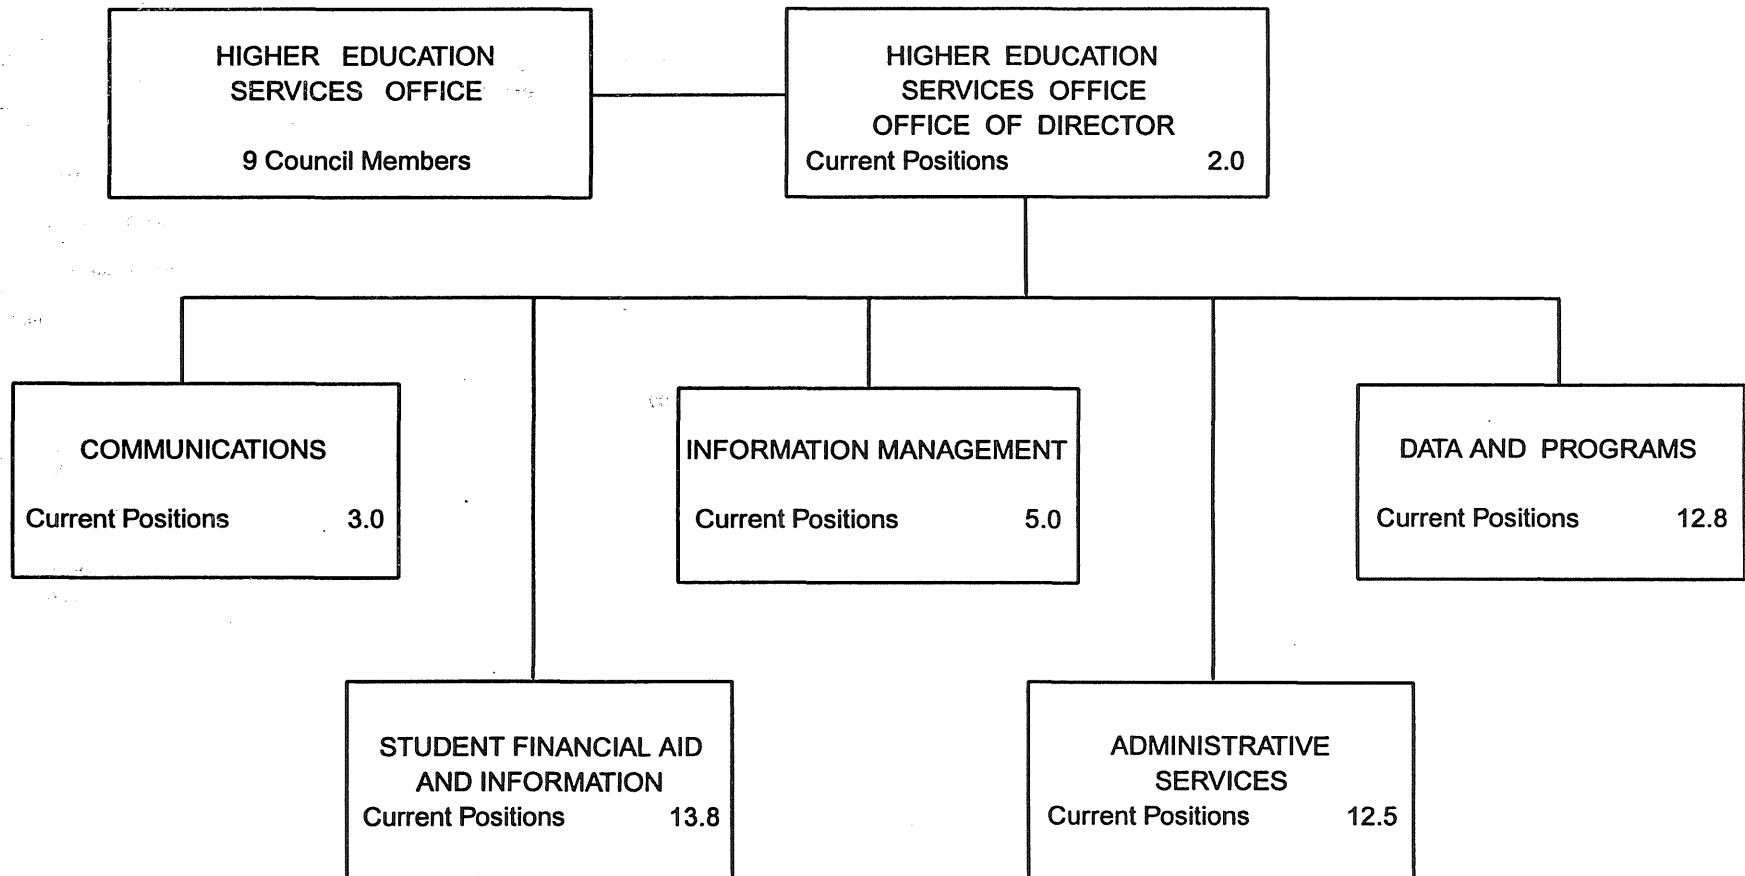 HIGHER EDUCATION
SERVICES OFFICE
9 Council Members
HIGHER EDUCATION
SERVICES OFFICE
OFFICE OF DIRECTOR
Current Positions 2.0
COMMUNICATIONS
Current Positions 3.0
INFORMATION MANAGEMENT
Current Positions 5.0
DATA AND PROGRAMS
Current Positions 12.8
STUDENT FINANCIAL AID
AND INFORMATION
Current Positions 13.8
ADMINISTRATIVE
SERVICES
Current Positions 12.5